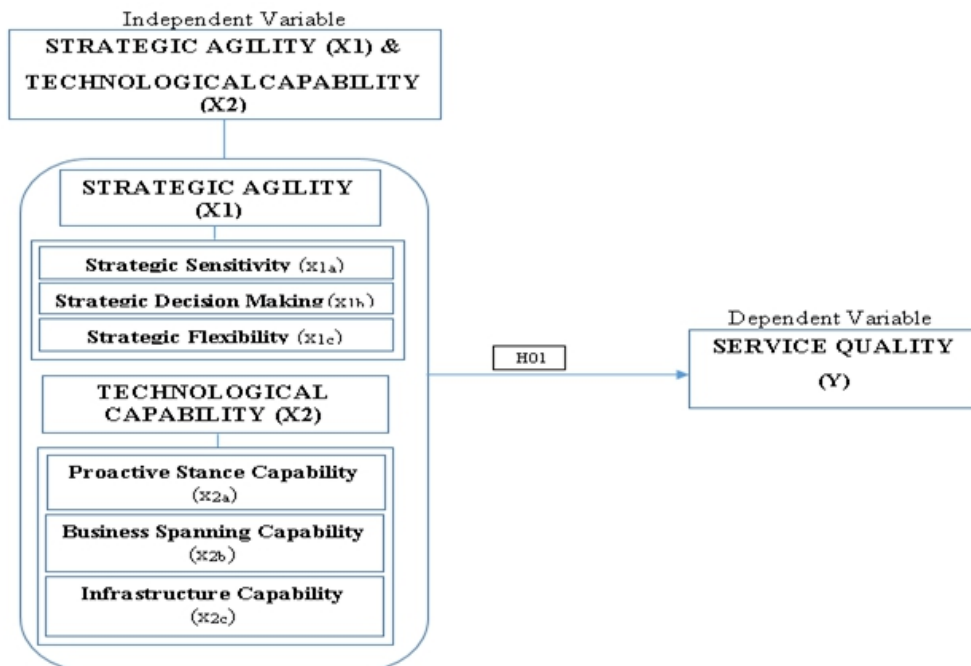 Independent Variable
STRATEGIC AGILITY (X1) &
TECHNOLOGICAL CAPABILITY
(X2)
STRATEGIC AGILITY
(X1)
Strategic Sensitivity (x1a)
Strategic Decision Making (x1b)
Strategic Flexibility (x1c)
TECHNOLOGICAL
CAPABILITY (X2)
Proactive Stance Capability
(x2a)
Business Spanning Capability
(x2b)
Infrastructure Capability
(x2c)
H01
Dependent Variable
SERVICE QUALITY
(Y)